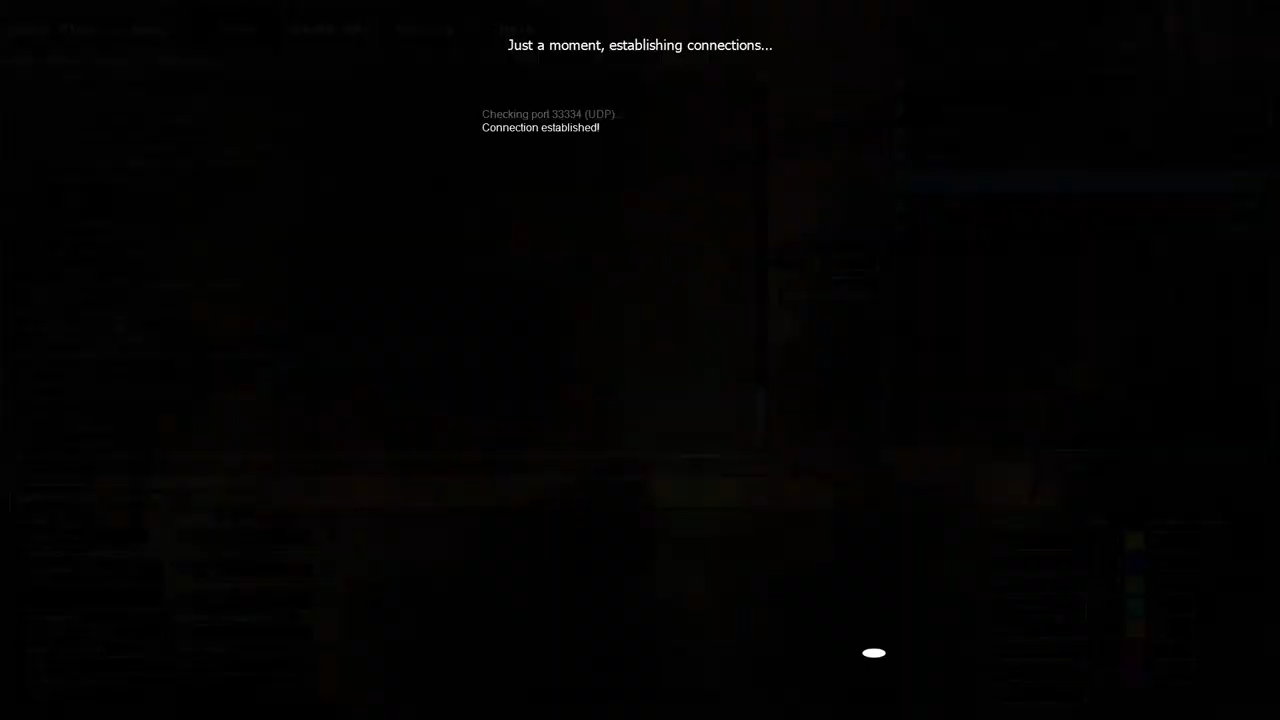 Just a moment, establishing connections...
Checking port 33334 (UDP)...
Connection established!